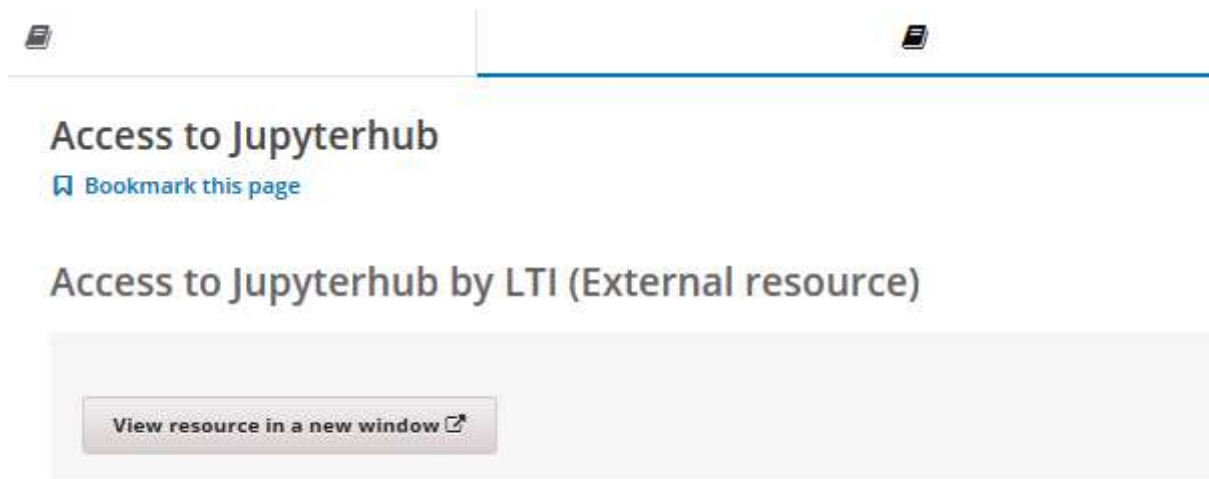 Access to Jupyterhub
Bookmark this page
Access to Jupyterhub by LTI (External resource)
View resource in a new window